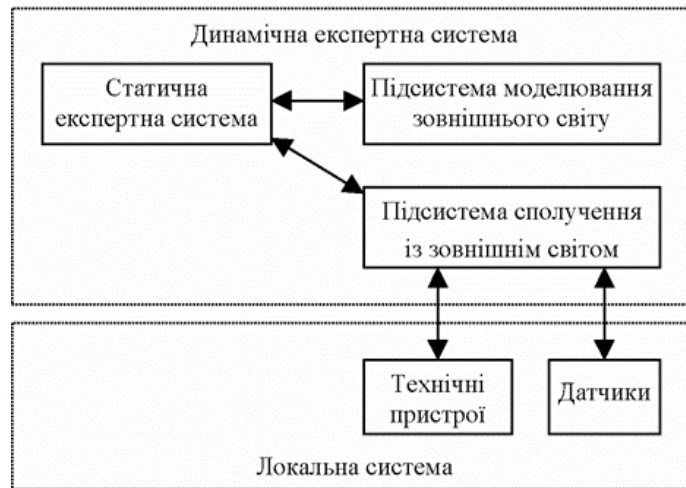 Динамічна експертна система
Статична
експертна система
Підсистема моделювання
зовнішнього світу
Підсистема сполучення
із зовнішнім світом
Технічні
пристрої
Датчики
Локальна система